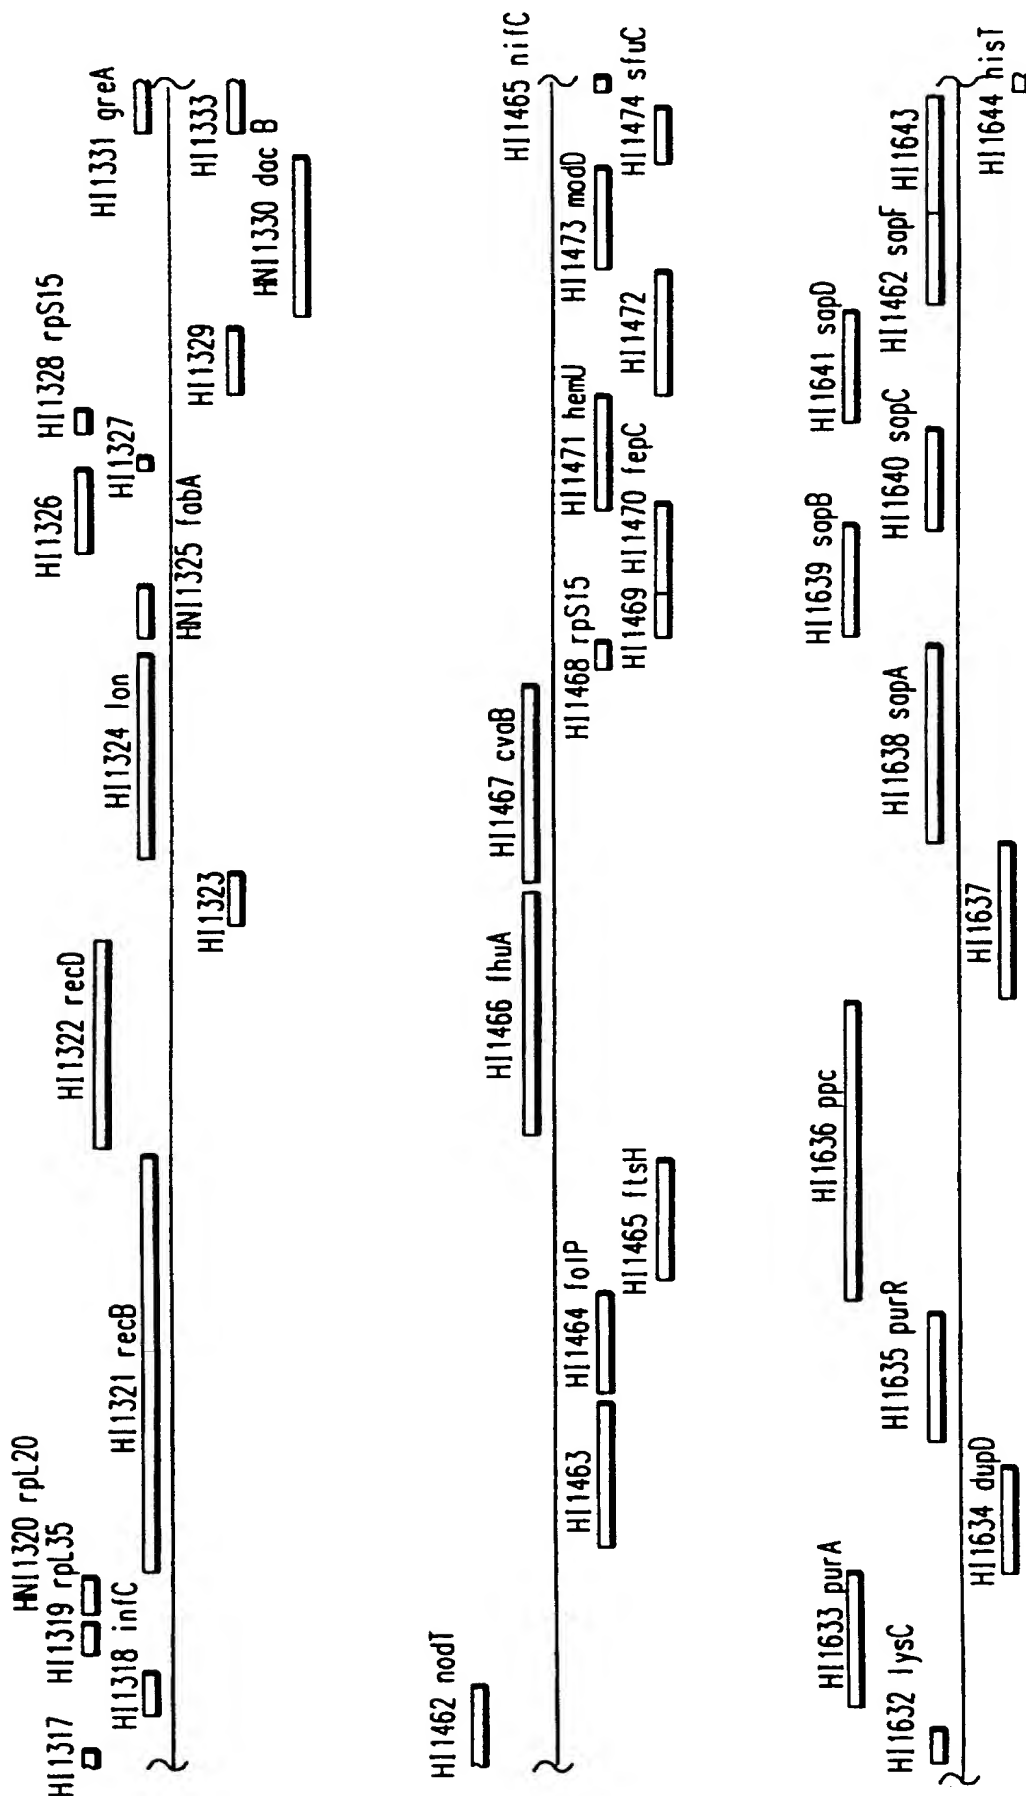 HI1317
HI1318 infC
HI1319 rpL35
HNI1320 rpL20
HI1321 recB
HI1322 recD
HI1323
HI1324 lon
HNI1325 fabA
HI1326
HI1327
HI1328 rpS15
HI1329
HNI1330 dac B
HI1331 greA
HI1333
HI1462 nodT
HI1463
HI1464 folP
HI1465 ftsH
HI1466 fhuA
HI1467 cvaB
HI1468 rpS15
HI1469
HI1470 fepC
HI1471 hemU
HI1472
HI1473 modD
HI1474 sfuC
HI1465 nifC
HI1632 lysC
HI1633 purA
HI1634 dupD
HI1635 purR
HI1636 ppc
HI1637
HI1638 sapA
HI1639 sapB
HI1640 sapC
HI1641 sapD
HI1462 sapF
HI1643
HI1644 hisT